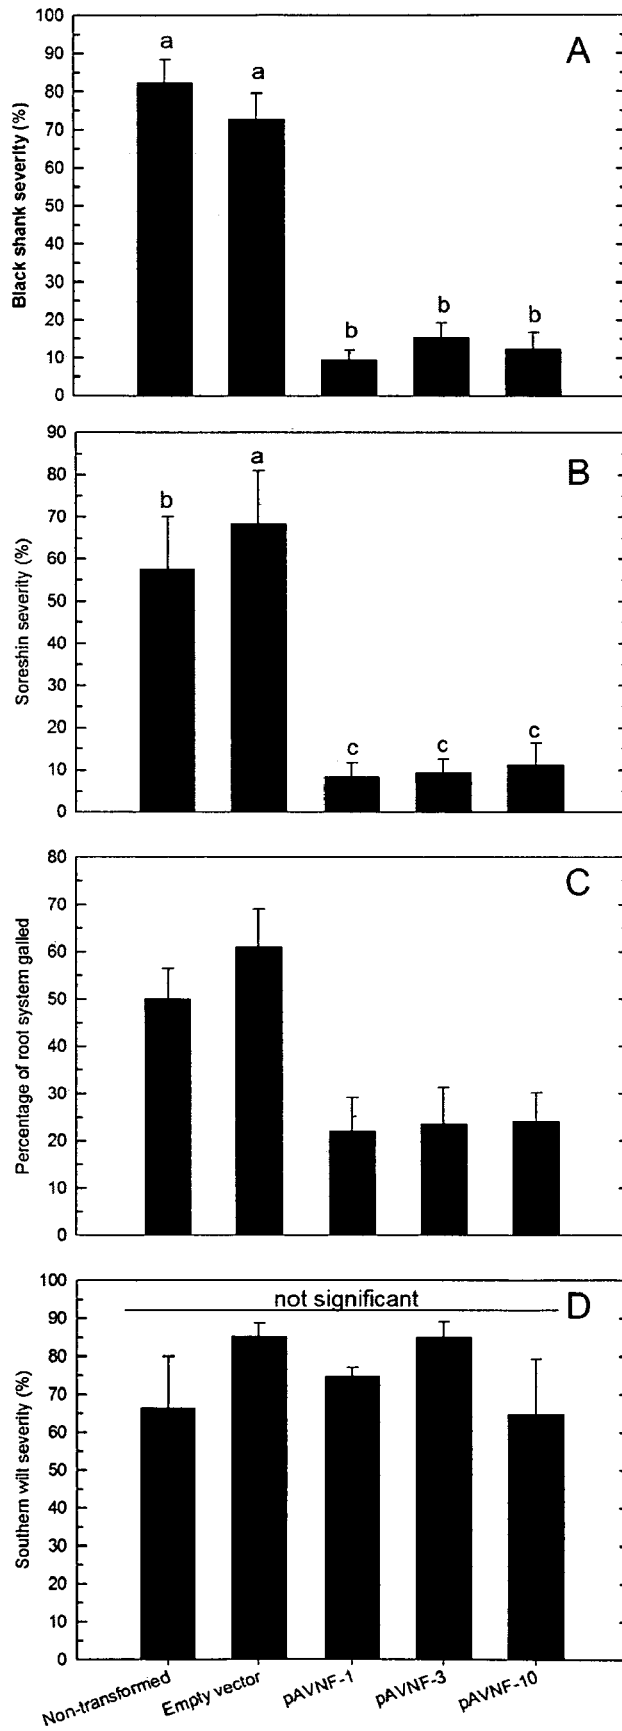 100
90
80
70
60
50
40
30
20
10
0
Black shank severity (%)
A
a
a
b
b
b
90
80
70
60
50
40
30
20
10
0
Soreshin severity (%)
B
b
a
c
c
c
80
70
60
50
40
30
20
10
0
Percentage of root system galled
C
100
90
80
70
60
50
40
30
20
10
0
Southern wilt severity (%)
not significant
D
Non-transformed
Empty vector
pAVNF-1
pAVNF-3
pAVNF-10